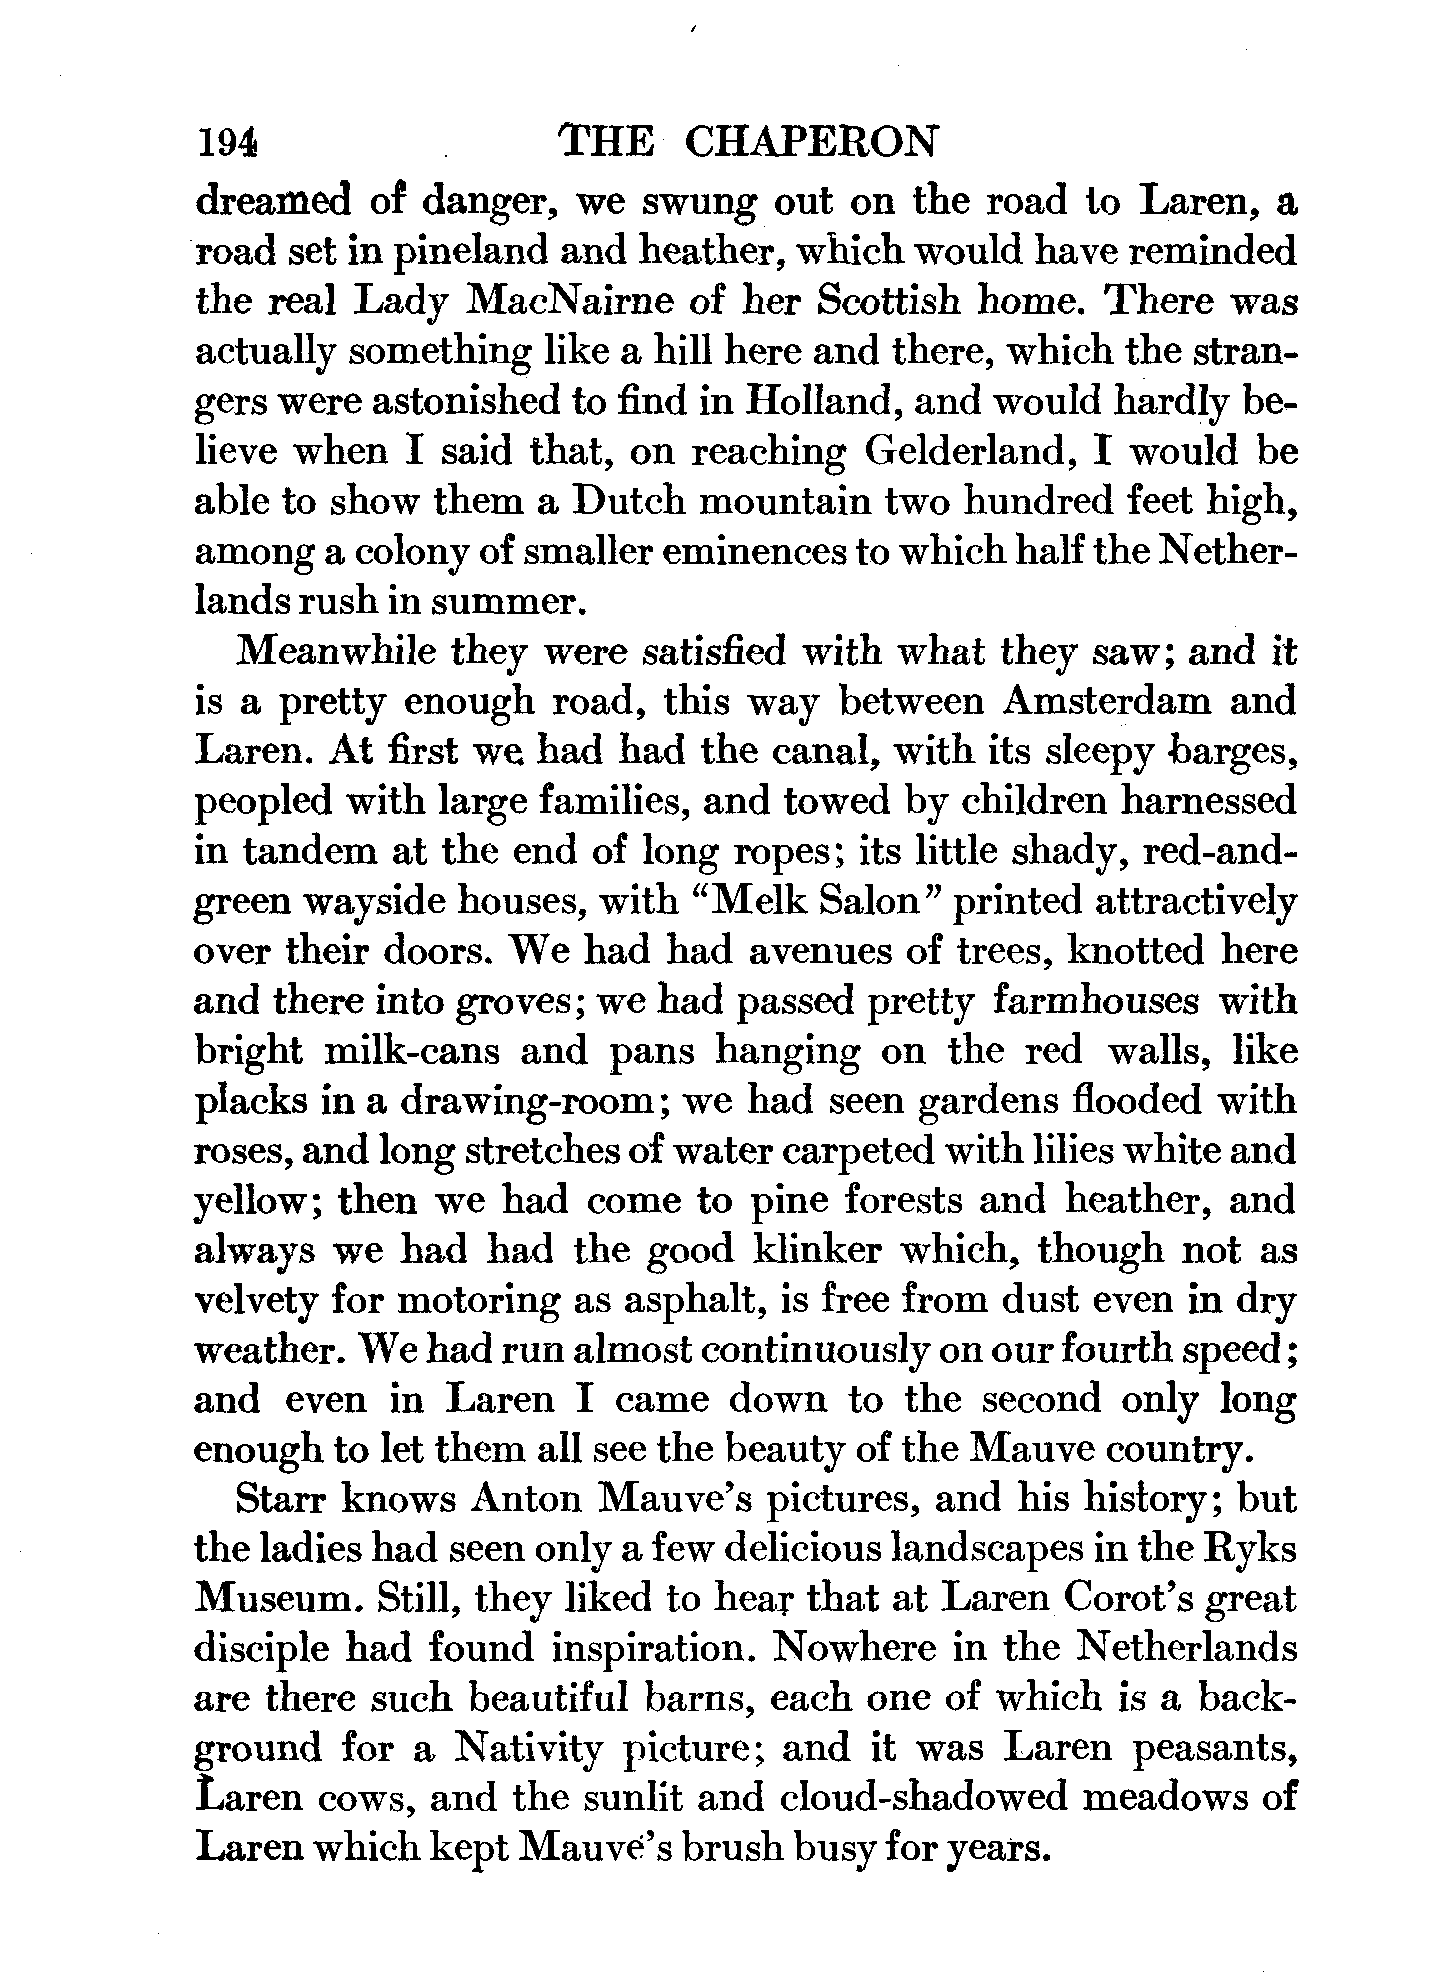 194 THE CHAPERON
dreamed of danger, we swung out on the road to Laren, a
road set in pineland and heather, which would have reminded
the real Lady MacNairne of her Scottish home. There was
actually something like a hill here and there, which the stran-
gers were astonished to find in Holland, and would hardly be-
lieve when I said that, on reaching Gelderland, I would be
able to show them a Dutch mountain two hundred feet high,
among a colony of smaller eminences to which half the Nether-
lands rush in summer.
Meanwhile they were satisfied with what they saw; and it
is a pretty enough road, this way between Amsterdam and
Laren. At first we had had the canal, with its sleepy barges,
peopled with large families, and towed by children harnessed
in tandem at the end of long ropes; its little shady, red-and-
green wayside houses, with "Melk Salon" printed attractively
over their doors. We had had avenues of trees, knotted here
and there into groves; we had passed pretty farmhouses with
bright milk-cans and pans hanging on the red walls, like
placks in a drawing-room; we had seen gardens flooded with
roses, and long stretches of water carpeted with lilies white and
yellow; then we had come to pine forests and heather, and
always we had had the good klinker which, though not as
velvety for motoring as asphalt, is free from dust even in dry
weather. We had run almost continuously on our fourth speed;
and even in Laren I came down to the second only long
enough to let them all see the beauty of the Mauve country.
Starr knows Anton Mauve's pictures, and his history; but
the ladies had seen only a few delicious landscapes in the Ryks
Museum. Still, they liked to hear that at Laren Corot's great
disciple had found inspiration. Nowhere in the Netherlands
are there such beautiful barns, each one of which is a back-
ground for a Nativity picture; and it was Laren peasants,
Laren cows, and the sunlit and cloud-shadowed meadows of
Laren which kept Mauve's brush busy for years.